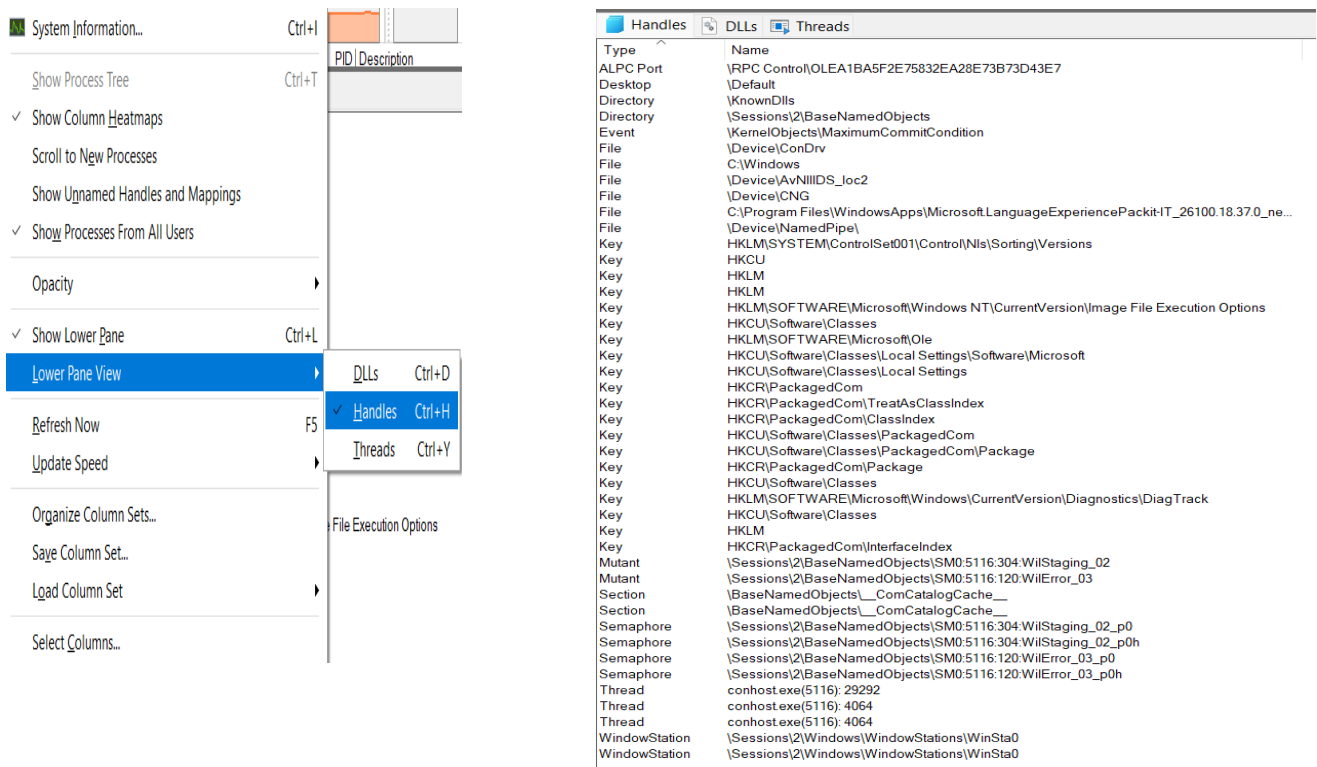 System Information... Ctrl+I
Show Process Tree Ctrl+T
Show Column Heatmaps
Scroll to New Processes
Show Unnamed Handles and Mappings
Show Processes From All Users
Opacity
Show Lower Pane Ctrl+L
Lower Pane View
Refresh Now F5
Update Speed
Organize Column Sets...
Save Column Set...
Load Column Set
Select Columns...
PID Description
DLLs Ctrl+D
Handles Ctrl+H
Threads Ctrl+Y
File Execution Options
Handles DLLs Threads
Type Name
ALPC Port \RPC Control\OLEA1BA5F2E75832EA28E73B73D43E7
Desktop \Default
Directory \KnownDlls
Directory \Sessions\2\BaseNamedObjects
Event \KernelObjects\MaximumCommitCondition
File \Device\ConDrv
File C:\Windows
File \Device\AvNIIIDS_loc2
File \Device\CNG
File C:\Program Files\WindowsApps\Microsoft.LanguageExperiencePackit-IT_26100.18.37.0_ne...
File \Device\NamedPipe\
Key HKLM\SYSTEM\ControlSet001\Control\Nls\Sorting\Versions
Key HKCU
Key HKLM
Key HKLM
Key HKLM\SOFTWARE\Microsoft\Windows NT\CurrentVersion\Image File Execution Options
Key HKCU\Software\Classes
Key HKLM\SOFTWARE\Microsoft\Ole
Key HKCU\Software\Classes\Local Settings\Software\Microsoft
Key HKCU\Software\Classes\Local Settings
Key HKCR\PackagedCom
Key HKCR\PackagedCom\TreatAsClassIndex
Key HKCR\PackagedCom\ClassIndex
Key HKCU\Software\Classes\PackagedCom
Key HKCU\Software\Classes\PackagedCom\Package
Key HKCR\PackagedCom\Package
Key HKCU\Software\Classes
Key HKLM\SOFTWARE\Microsoft\Windows\CurrentVersion\Diagnostics\DiagTrack
Key HKCU\Software\Classes
Key HKLM
Key HKCR\PackagedCom\InterfaceIndex
Mutant \Sessions\2\BaseNamedObjects\SM0:5116:304:WilStaging_02
Mutant \Sessions\2\BaseNamedObjects\SM0:5116:120:WilError_03
Section \BaseNamedObjects\__ComCatalogCache__
Section \BaseNamedObjects\__ComCatalogCache__
Semaphore \Sessions\2\BaseNamedObjects\SM0:5116:304:WilStaging_02_p0
Semaphore \Sessions\2\BaseNamedObjects\SM0:5116:304:WilStaging_02_p0h
Semaphore \Sessions\2\BaseNamedObjects\SM0:5116:120:WilError_03_p0
Semaphore \Sessions\2\BaseNamedObjects\SM0:5116:120:WilError_03_p0h
Thread conhost.exe(5116): 29292
Thread conhost.exe(5116): 4064
Thread conhost.exe(5116): 4064
WindowStation \Sessions\2\Windows\WindowStations\WinSta0
WindowStation \Sessions\2\Windows\WindowStations\WinSta0